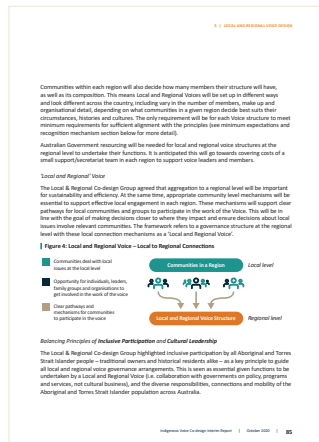 2 | LOCAL AND REGIONAL VOICE DESIGN
Communities within each region will also decide how many members their structure will have,
as well as its composition. This means Local and Regional Voices will be set up in different ways
and look different across the country, including vary in the number of members, make up and
organisational detail, depending on what communities in a given region decide best suits their
circumstances, histories and cultures. The only requirement will be for each Voice structure to meet
minimum requirements for sufficient alignment with the principles (see minimum expectations and
recognition mechanism section below for more detail).
Australian Government resourcing will be needed for local and regional voice structures at the
regional level to undertake their functions. It is anticipated this will go towards covering costs of a
small support/secretariat team in each region to support voice leaders and members.
'Local and Regional' Voice
The Local & Regional Co-design Group agreed that aggregation to a regional level will be important
for sustainability and efficiency. At the same time, appropriate community level mechanisms will be
essential to support effective local engagement in each region. These mechanisms will support clear
pathways for local communities and groups to participate in the work of the Voice. This will be in
line with the goal of making decisions closer to where they impact and ensure decisions about local
issues involve relevant communities. The framework refers to a governance structure at the regional
level with these local connection mechanisms as a 'Local and Regional Voice'.
Figure 4: Local and Regional Voice – Local to Regional Connections
Communities deal with local
issues at the local level
Opportunity for individuals, leaders,
family groups and organisations to
get involved in the work of the voice
Clear pathways and
mechanisms for communities
to participate in the voice
Communities in a Region
Local level
Local and Regional Voice Structure
Regional level
Balancing Principles of Inclusive Participation and Cultural Leadership
The Local & Regional Co-design Group highlighted inclusive participation by all Aboriginal and Torres
Strait Islander people – traditional owners and historical residents alike – as a key principle to guide
all local and regional voice governance arrangements. This is seen as essential given functions to be
undertaken by a Local and Regional Voice (i.e. collaboration with governments on policy, programs
and services, not cultural business), and the diverse responsibilities, connections and mobility of the
Aboriginal and Torres Strait Islander population across Australia.
Indigenous Voice Co-design Interim Report | October 2020 | 85